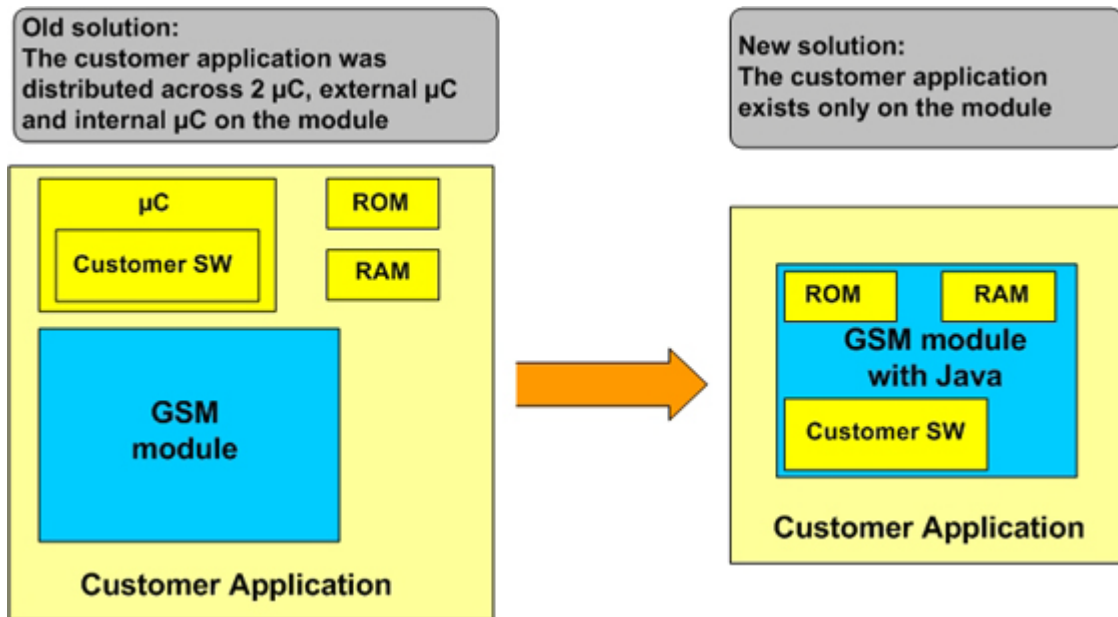 Old solution:
The customer application was
distributed across 2 µC, external µC
and internal µC on the module
New solution:
The customer application
exists only on the module
µC
Customer SW
ROM
RAM
GSM
module
Customer Application
ROM
RAM
GSM module
with Java
Customer SW
Customer Application